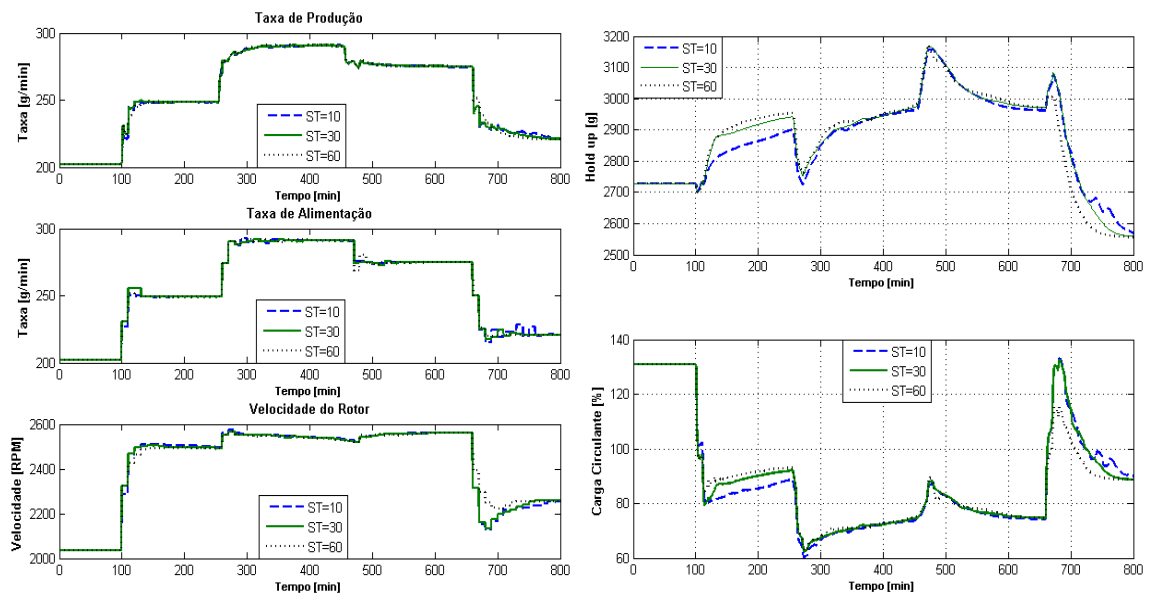 Taxa de Produção
Taxa [g/min]
300
250
200
0 100 200 300 400 500 600 700 800
Tempo [min]
ST=10
ST=30
ST=60
Taxa de Alimentação
Taxa [g/min]
300
250
200
0 100 200 300 400 500 600 700 800
Tempo [min]
ST=10
ST=30
ST=60
Velocidade do Rotor
Velocidade [RPM]
2600
2400
2200
2000
0 100 200 300 400 500 600 700 800
Tempo [min]
ST=10
ST=30
ST=60
Hold up [g]
3200
3100
3000
2900
2800
2700
2600
2500
0 100 200 300 400 500 600 700 800
Tempo [min]
ST=10
ST=30
ST=60
Carga Circulante [%]
140
120
100
80
60
0 100 200 300 400 500 600 700 800
Tempo [min]
ST=10
ST=30
ST=60